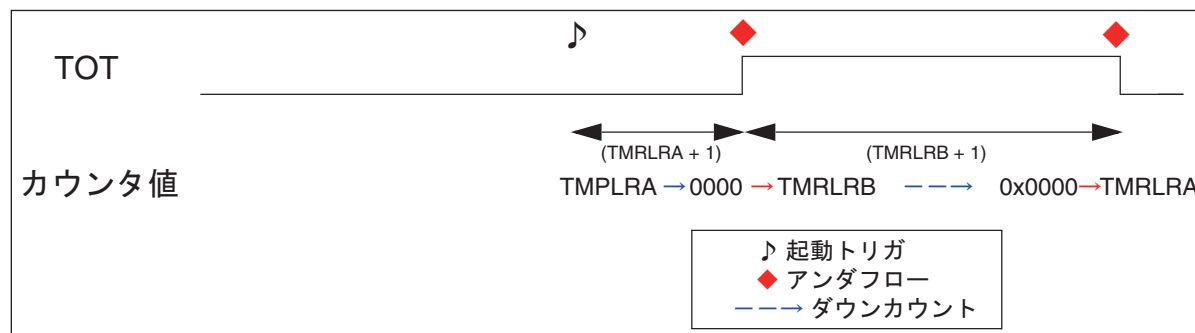 TOT
(TMRLRA + 1) (TMRLRB + 1)
カウンタ値 TMPLRA → 0000 → TMRLRB −−→ 0x0000 → TMRLRA
♪ 起動トリガ
◆ アンダフロー
−−→ ダウンカウント